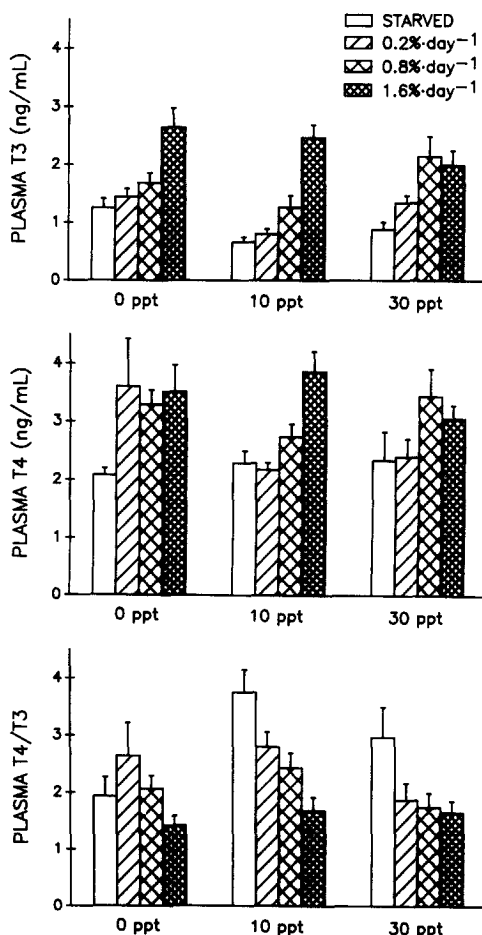 STARVED
0.2%·day⁻¹
0.8%·day⁻¹
1.6%·day⁻¹
PLASMA T3 (ng/mL)
4
3
2
1
0
0 ppt 10 ppt 30 ppt
PLASMA T4 (ng/mL)
4
3
2
1
0
0 ppt 10 ppt 30 ppt
PLASMA T4/T3
4
3
2
1
0
0 ppt 10 ppt 30 ppt